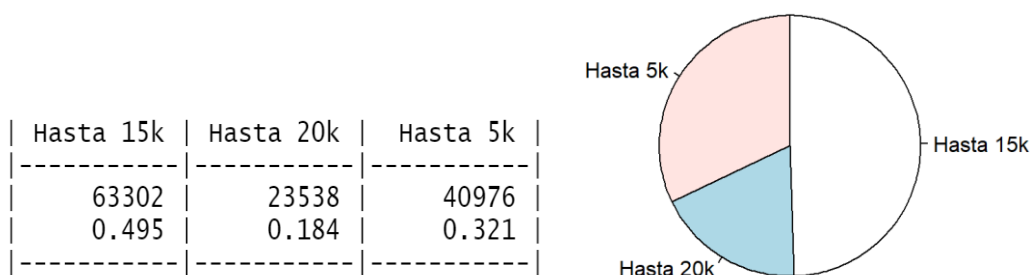 | Hasta 15k | Hasta 20k |  Hasta 5k |
|-----------|-----------|-----------|
|     63302 |     23538 |     40976 |
|     0.495 |     0.184 |     0.321 |
|-----------|-----------|-----------|
Hasta 5k
Hasta 15k
Hasta 20k